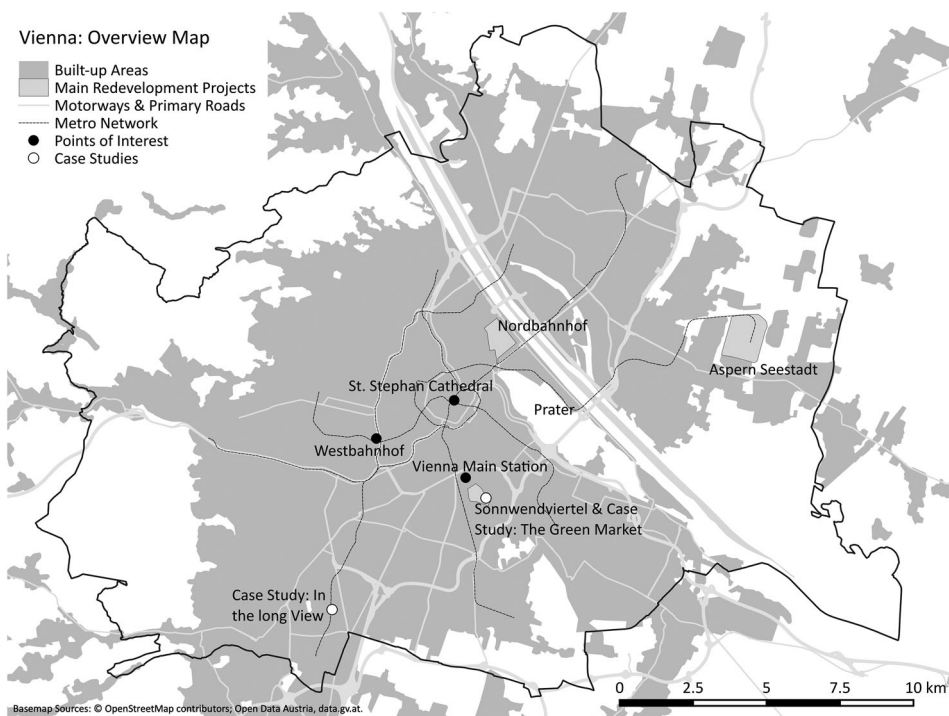 Vienna: Overview Map
Built-up Areas
Main Redevelopment Projects
Motorways & Primary Roads
Metro Network
Points of Interest
Case Studies
Nordbahnhof
Aspern Seestadt
St. Stephan Cathedral
Prater
Westbahnhof
Vienna Main Station
Sonnwendviertel & Case
Study: The Green Market
Case Study: In
the long View
0 2.5 5 7.5 10 km
Basemap Sources: © OpenStreetMap contributors; Open Data Austria, data.gv.at.